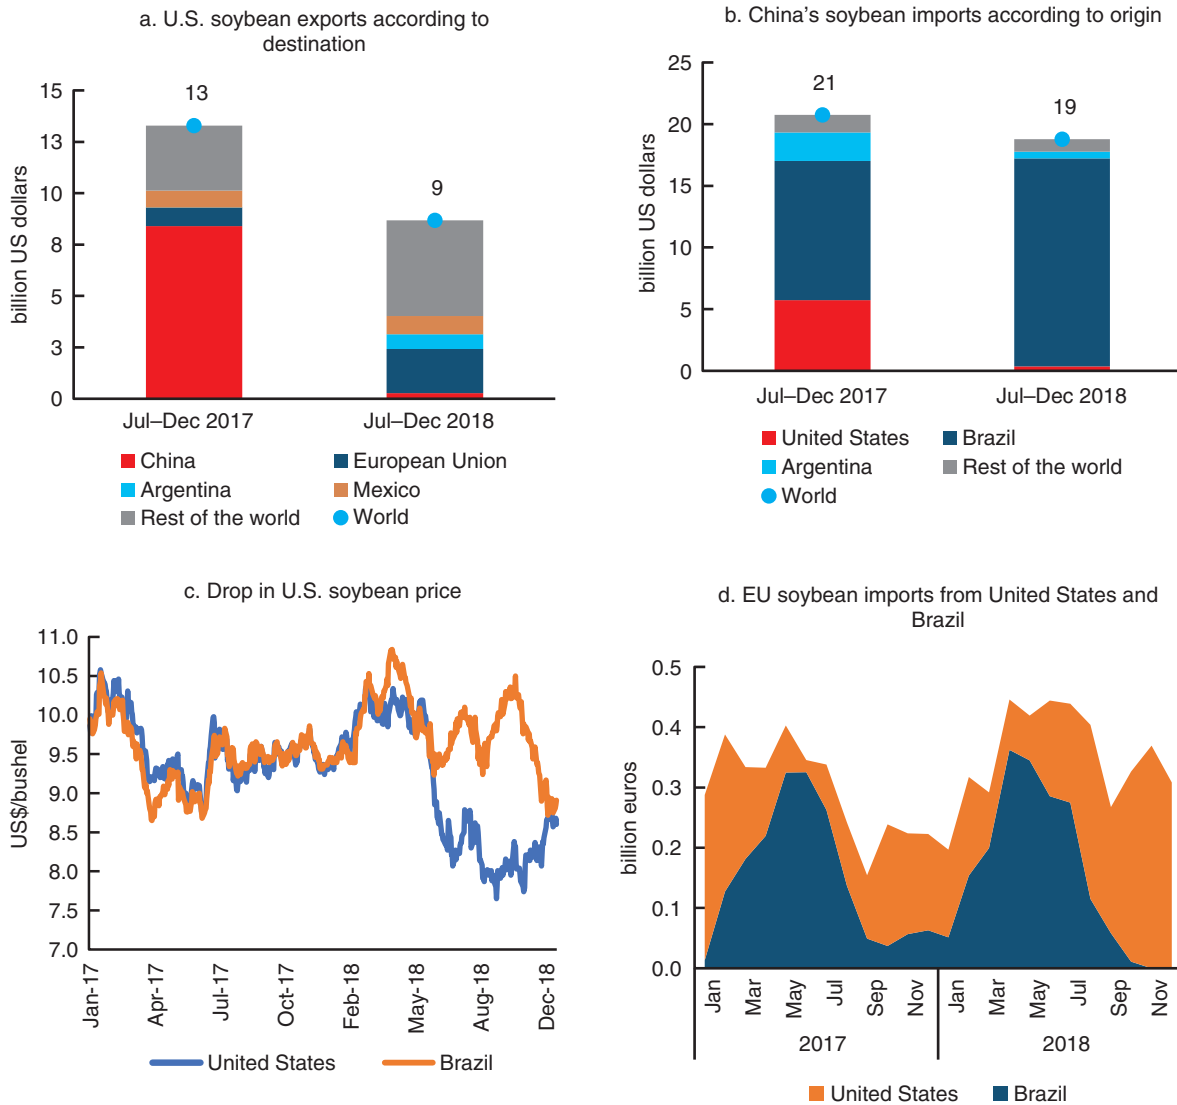 a. U.S. soybean exports according to
destination
billion US dollars
15
13
10
8
5
3
0
13
9
Jul–Dec 2017
Jul–Dec 2018
China
European Union
Argentina
Mexico
Rest of the world
World
b. China’s soybean imports according to origin
billion US dollars
25
20
15
10
5
0
21
19
Jul–Dec 2017
Jul–Dec 2018
United States
Brazil
Argentina
Rest of the world
World
c. Drop in U.S. soybean price
US$/bushel
11.0
10.5
10.0
9.5
9.0
8.5
8.0
7.5
7.0
Jan-17
Apr-17
Jul-17
Oct-17
Feb-18
May-18
Aug-18
Dec-18
United States
Brazil
d. EU soybean imports from United States and
Brazil
billion euros
0.5
0.4
0.3
0.2
0.1
0.0
Jan
Mar
May
Jul
Sep
Nov
Jan
Mar
May
Jul
Sep
Nov
2017
2018
United States
Brazil